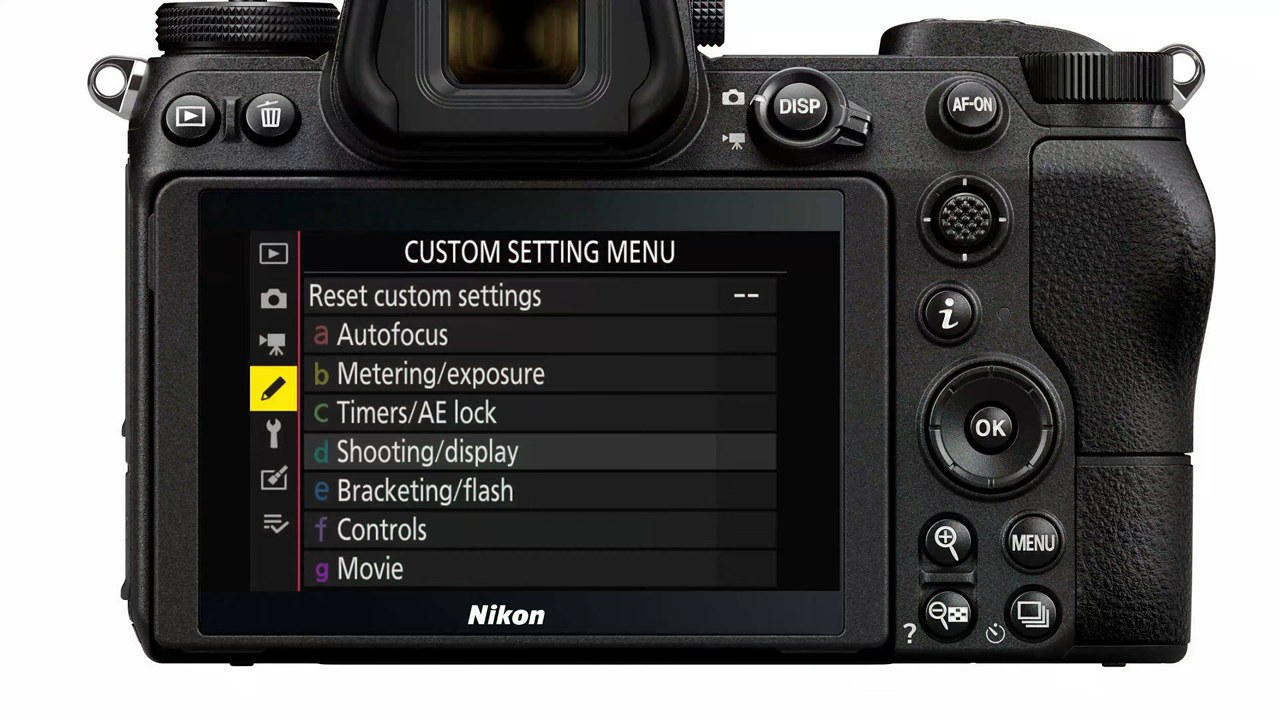 DISP
AF-ON
CUSTOM SETTING MENU
Reset custom settings --
a Autofocus
b Metering/exposure
c Timers/AE lock
d Shooting/display
e Bracketing/flash
f Controls
g Movie
i
OK
MENU
?
Nikon